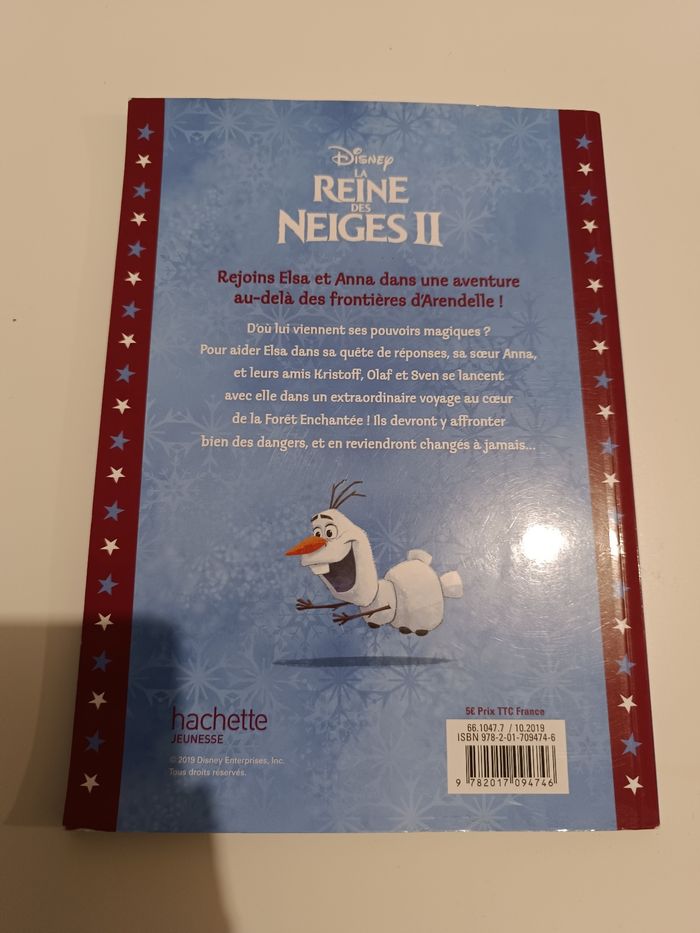 Disney
LA
REINE
DES
NEIGES II
Rejoins Elsa et Anna dans une aventure
au-delà des frontières d'Arendelle !
D'où lui viennent ses pouvoirs magiques ?
Pour aider Elsa dans sa quête de réponses, sa sœur Anna,
et leurs amis Kristoff, Olaf et Sven se lancent
avec elle dans un extraordinaire voyage au cœur
de la Forêt Enchantée ! Ils devront y affronter
bien des dangers, et en reviendront changés à jamais...
hachette
JEUNESSE
© 2019 Disney Enterprises, Inc.
Tous droits réservés.
5€ Prix TTC France
66.1047.7 / 10.2019
ISBN 978-2-01-709474-6
9 782017 094746